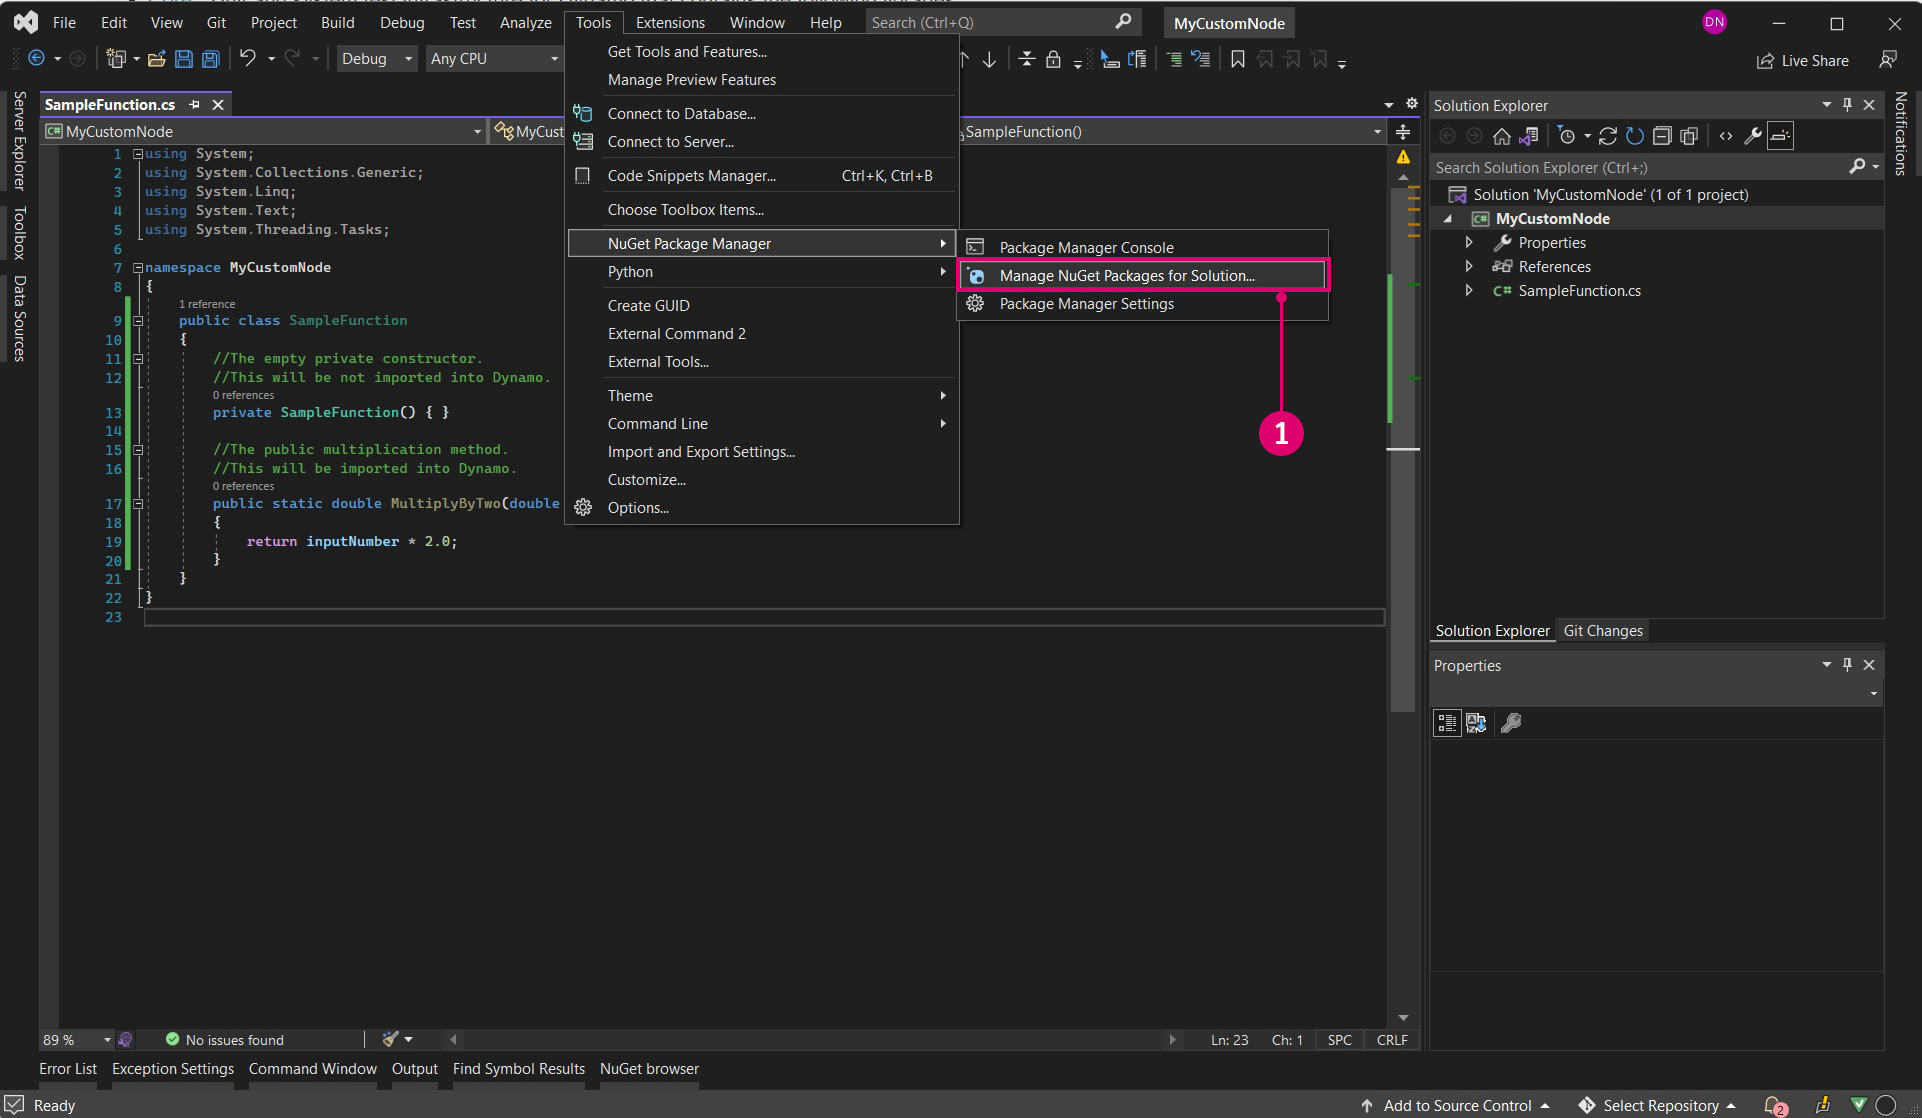 File Edit View Git Project Build Debug Test Analyze Tools Extensions Window Help Search (Ctrl+Q) MyCustomNode DN
Debug Any CPU Live Share
Server Explorer
Toolbox
Data Sources
SampleFunction.cs
C# MyCustomNode MyCust SampleFunction()
1 using System;
2 using System.Collections.Generic;
3 using System.Linq;
4 using System.Text;
5 using System.Threading.Tasks;
6
7 namespace MyCustomNode
8 {
1 reference
9 public class SampleFunction
10 {
11 //The empty private constructor.
12 //This will be not imported into Dynamo.
0 references
13 private SampleFunction() { }
14
15 //The public multiplication method.
16 //This will be imported into Dynamo.
0 references
17 public static double MultiplyByTwo(double
18 {
19 return inputNumber * 2.0;
20 }
21 }
22 }
23
Get Tools and Features...
Manage Preview Features
Connect to Database...
Connect to Server...
Code Snippets Manager... Ctrl+K, Ctrl+B
Choose Toolbox Items...
NuGet Package Manager
Python
Create GUID
External Command 2
External Tools...
Theme
Command Line
Import and Export Settings...
Customize...
Options...
Package Manager Console
Manage NuGet Packages for Solution...
Package Manager Settings
1
Solution Explorer
Search Solution Explorer (Ctrl+;)
Solution 'MyCustomNode' (1 of 1 project)
C# MyCustomNode
Properties
References
C# SampleFunction.cs
Solution Explorer Git Changes
Properties
Notifications
89 % No issues found Ln: 23 Ch: 1 SPC CRLF
Error List Exception Settings Command Window Output Find Symbol Results NuGet browser
Ready Add to Source Control Select Repository 2